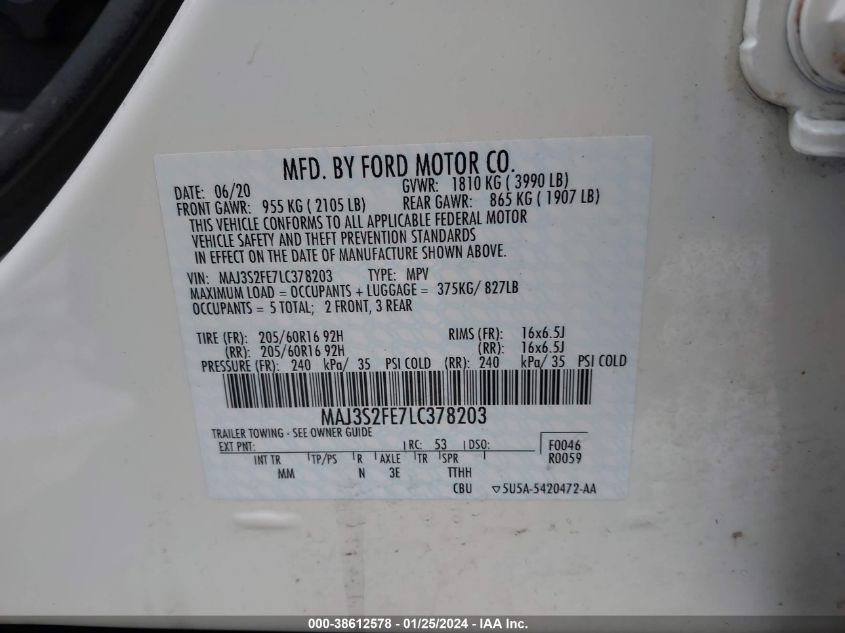 MFD. BY FORD MOTOR CO.
DATE: 06/20 GVWR: 1810 KG ( 3990 LB)
FRONT GAWR: 955 KG ( 2105 LB) REAR GAWR: 865 KG ( 1907 LB)
THIS VEHICLE CONFORMS TO ALL APPLICABLE FEDERAL MOTOR
VEHICLE SAFETY AND THEFT PREVENTION STANDARDS
IN EFFECT ON THE DATE OF MANUFACTURE SHOWN ABOVE.
VIN: MAJ3S2FE7LC378203 TYPE: MPV
MAXIMUM LOAD = OCCUPANTS + LUGGAGE = 375KG/ 827LB
OCCUPANTS = 5 TOTAL; 2 FRONT, 3 REAR
TIRE (FR): 205/60R16 92H RIMS (FR): 16x6.5J
(RR): 205/60R16 92H (RR): 16x6.5J
PRESSURE (FR): 240 kPa/ 35 PSI COLD (RR): 240 kPa/ 35 PSI COLD
MAJ3S2FE7LC378203
TRAILER TOWING - SEE OWNER GUIDE
EXT PNT: RC: 53 DSO: F0046
INT TR TP/PS R AXLE TR SPR R0059
MM N 3E TTHH
CBU ▽5U5A-5420472-AA
000-38612578 - 01/25/2024 - IAA Inc.